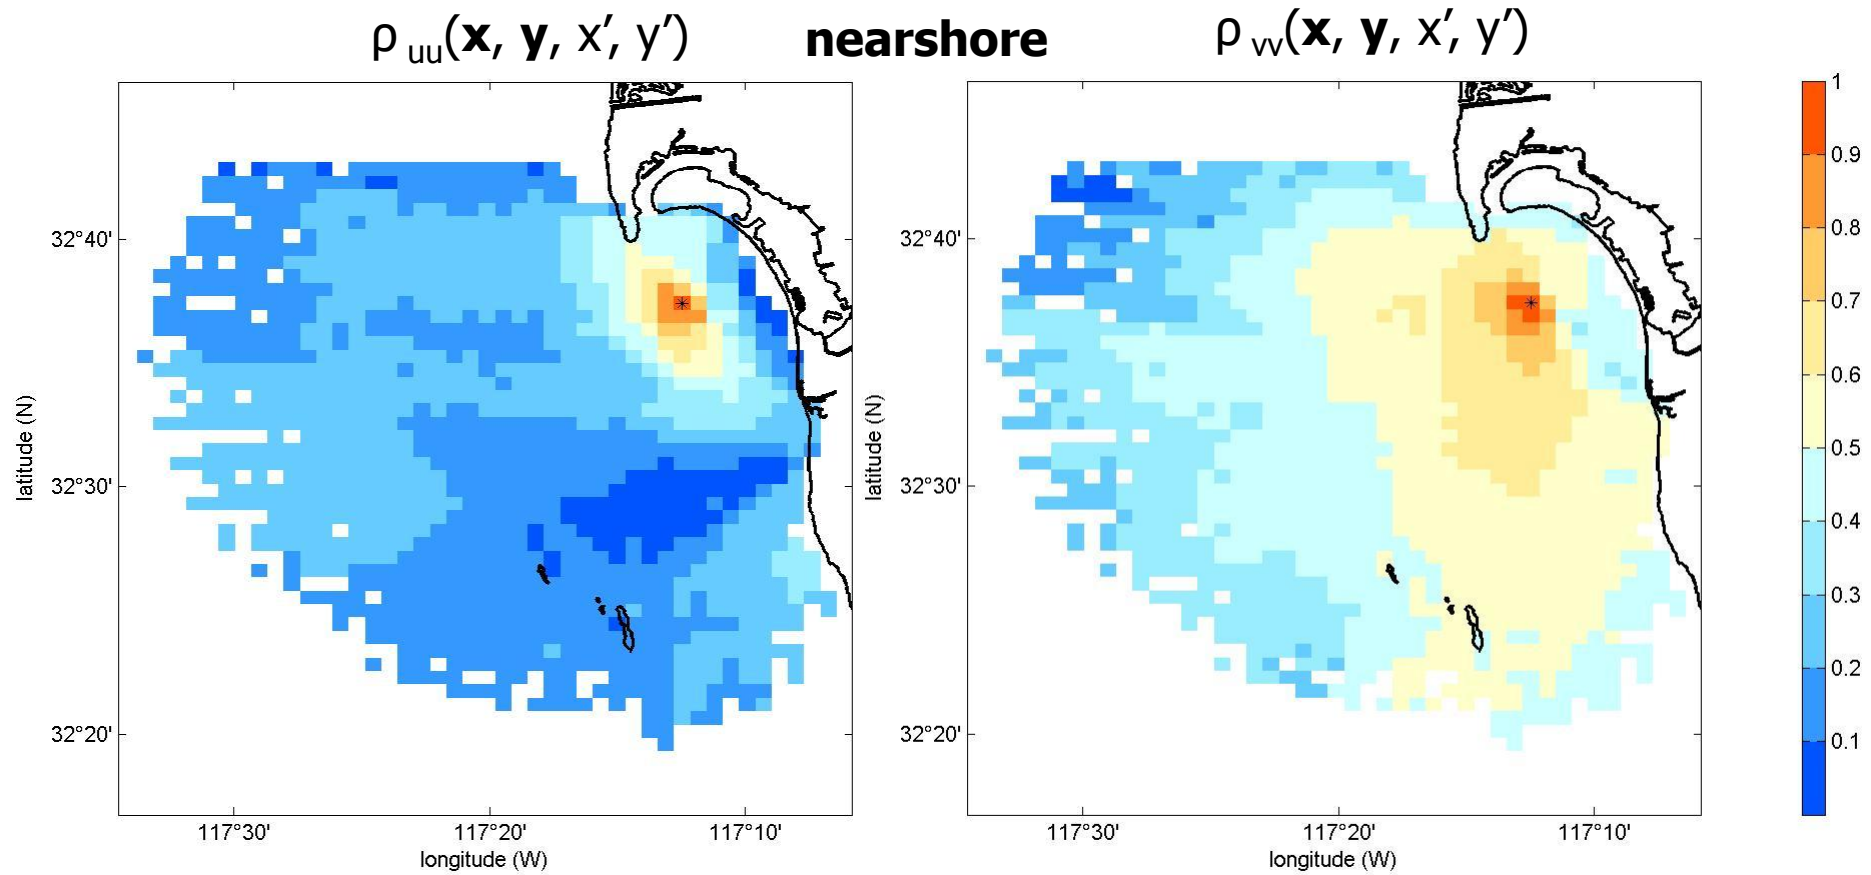 ρ uu(x, y, x′, y′) nearshore ρ vv(x, y, x′, y′)
32°40'
32°30'
32°20'
latitude (N)
117°30' 117°20' 117°10'
longitude (W)
32°40'
32°30'
32°20'
latitude (N)
117°30' 117°20' 117°10'
longitude (W)
1
0.9
0.8
0.7
0.6
0.5
0.4
0.3
0.2
0.1